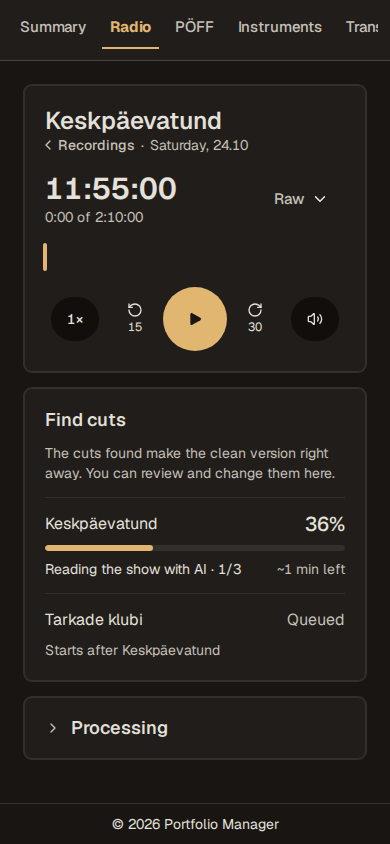 Summary Radio PÖFF Instruments Trans
Keskpäevatund
Recordings · Saturday, 24.10
11:55:00
Raw
0:00 of 2:10:00
1×
15
30
Find cuts
The cuts found make the clean version right
away. You can review and change them here.
Keskpäevatund 36%
Reading the show with AI · 1/3 ~1 min left
Tarkade klubi Queued
Starts after Keskpäevatund
Processing
© 2026 Portfolio Manager